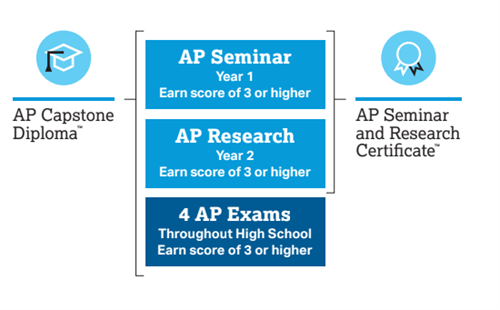 AP Capstone
Diploma™
AP Seminar
Year 1
Earn score of 3 or higher
AP Research
Year 2
Earn score of 3 or higher
4 AP Exams
Throughout High School
Earn score of 3 or higher
AP Seminar
and Research
Certificate™